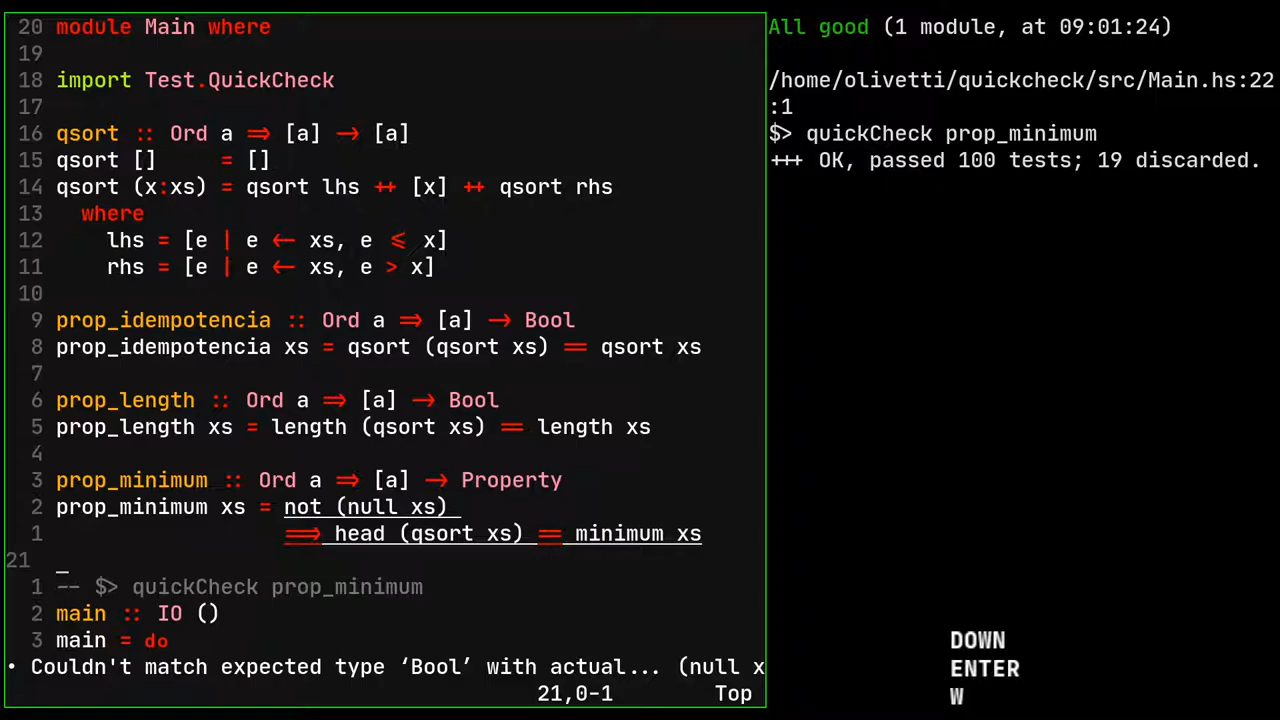 20 module Main where
19
18 import Test.QuickCheck
17
16 qsort :: Ord a => [a] -> [a]
15 qsort []     = []
14 qsort (x:xs) = qsort lhs ++ [x] ++ qsort rhs
13   where
12     lhs = [e | e <- xs, e <= x]
11     rhs = [e | e <- xs, e > x]
10
9 prop_idempotencia :: Ord a => [a] -> Bool
8 prop_idempotencia xs = qsort (qsort xs) == qsort xs
7
6 prop_length :: Ord a => [a] -> Bool
5 prop_length xs = length (qsort xs) == length xs
4
3 prop_minimum :: Ord a => [a] -> Property
2 prop_minimum xs = not (null xs)
1                   ==> head (qsort xs) == minimum xs
21
1 -- $> quickCheck prop_minimum
2 main :: IO ()
3 main = do
• Couldn't match expected type ‘Bool’ with actual... (null x
21,0-1 Top
All good (1 module, at 09:01:24)
/home/olivetti/quickcheck/src/Main.hs:22
:1
$> quickCheck prop_minimum
+++ OK, passed 100 tests; 19 discarded.
DOWN
ENTER
W